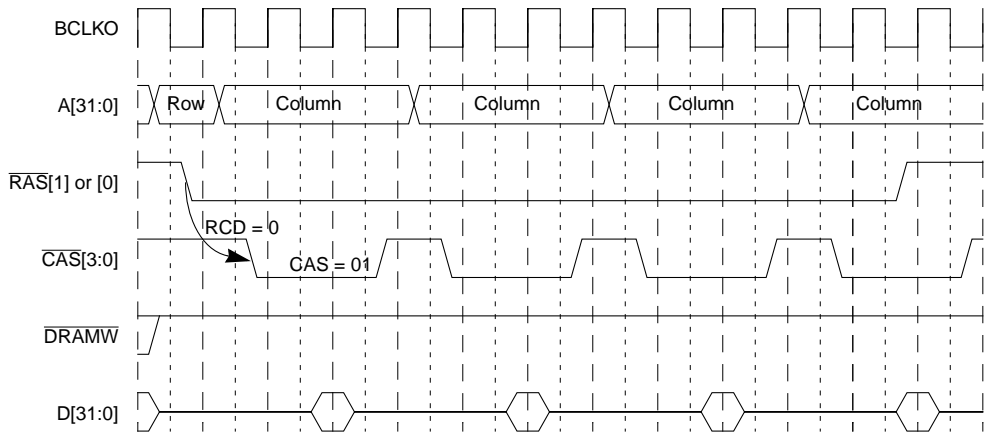 BCLKO
A[31:0] Row Column Column Column Column
RAS[1] or [0]
RCD = 0
CAS[3:0] CAS = 01
DRAMW
D[31:0]